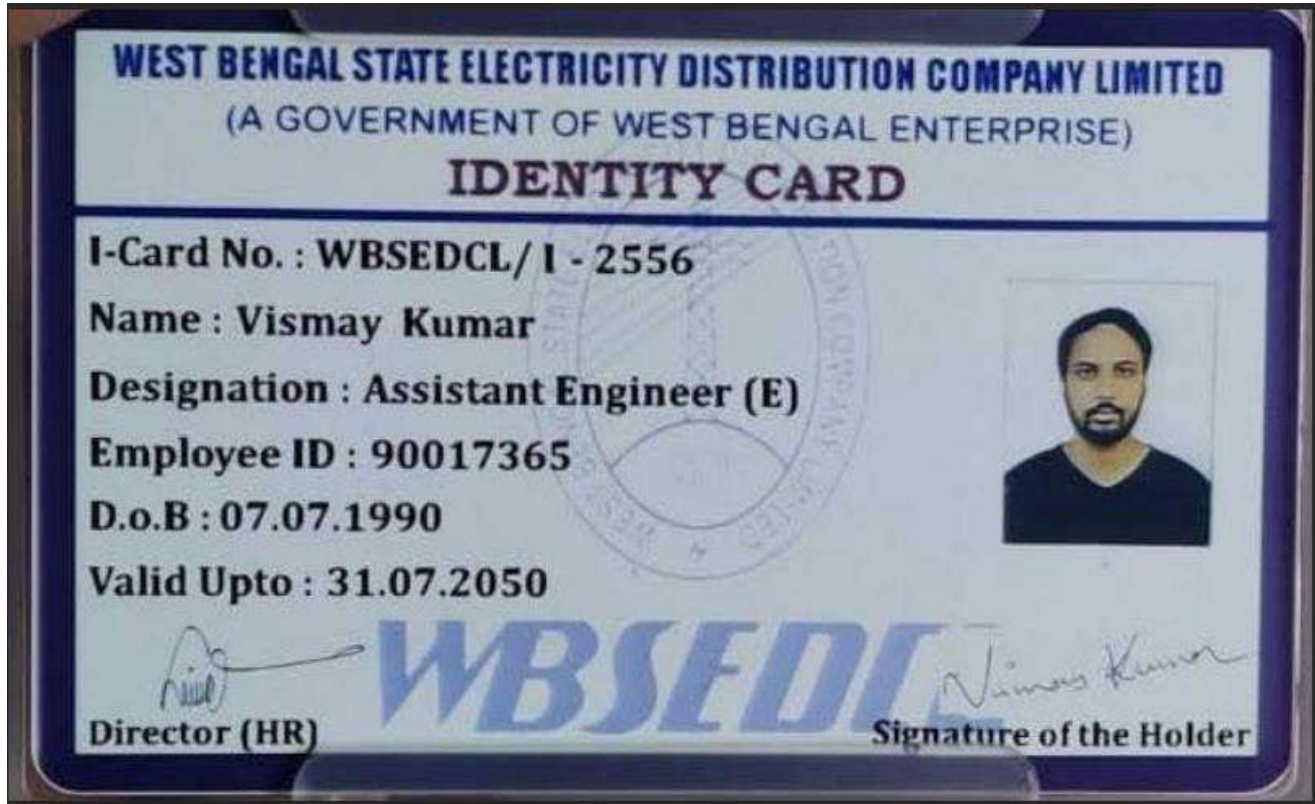 WEST BENGAL STATE ELECTRICITY DISTRIBUTION COMPANY LIMITED
(A GOVERNMENT OF WEST BENGAL ENTERPRISE)
IDENTITY CARD
I-Card No. : WBSEDCL/ I - 2556
Name : Vismay Kumar
Designation : Assistant Engineer (E)
Employee ID : 90017365
D.o.B : 07.07.1990
Valid Upto : 31.07.2050
WBSEDCL
Kumar
Director (HR)
Signature of the Holder